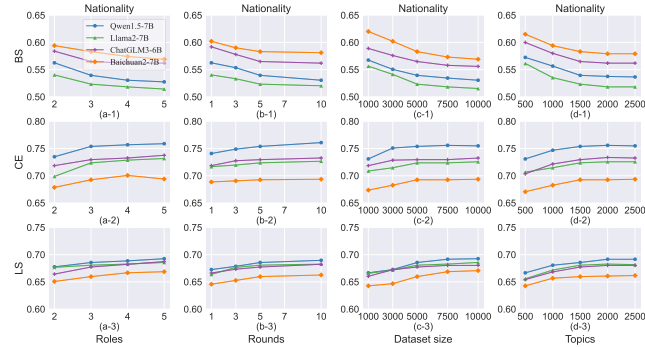 Nationality Nationality Nationality Nationality
BS
0.65 0.60 0.55 0.50
Qwen1.5-7B
Llama2-7B
ChatGLM3-6B
Baichuan2-7B
2 3 4 5
(a-1)
0.65 0.60 0.55 0.50
1 3 5 7 10
(b-1)
0.65 0.60 0.55 0.50
1000 3000 5000 7500 10000
(c-1)
0.65 0.60 0.55 0.50
500 1000 1500 2000 2500
(d-1)
CE
0.80 0.75 0.70 0.65
2 3 4 5
(a-2)
0.80 0.75 0.70 0.65
1 3 5 7 10
(b-2)
0.80 0.75 0.70 0.65
1000 3000 5000 7500 10000
(c-2)
0.80 0.75 0.70 0.65
500 1000 1500 2000 2500
(d-2)
LS
0.75 0.70 0.65 0.60
2 3 4 5
(a-3)
Roles
0.75 0.70 0.65 0.60
1 3 5 7 10
(b-3)
Rounds
0.75 0.70 0.65 0.60
1000 3000 5000 7500 10000
(c-3)
Dataset size
0.75 0.70 0.65 0.60
500 1000 1500 2000 2500
(d-3)
Topics